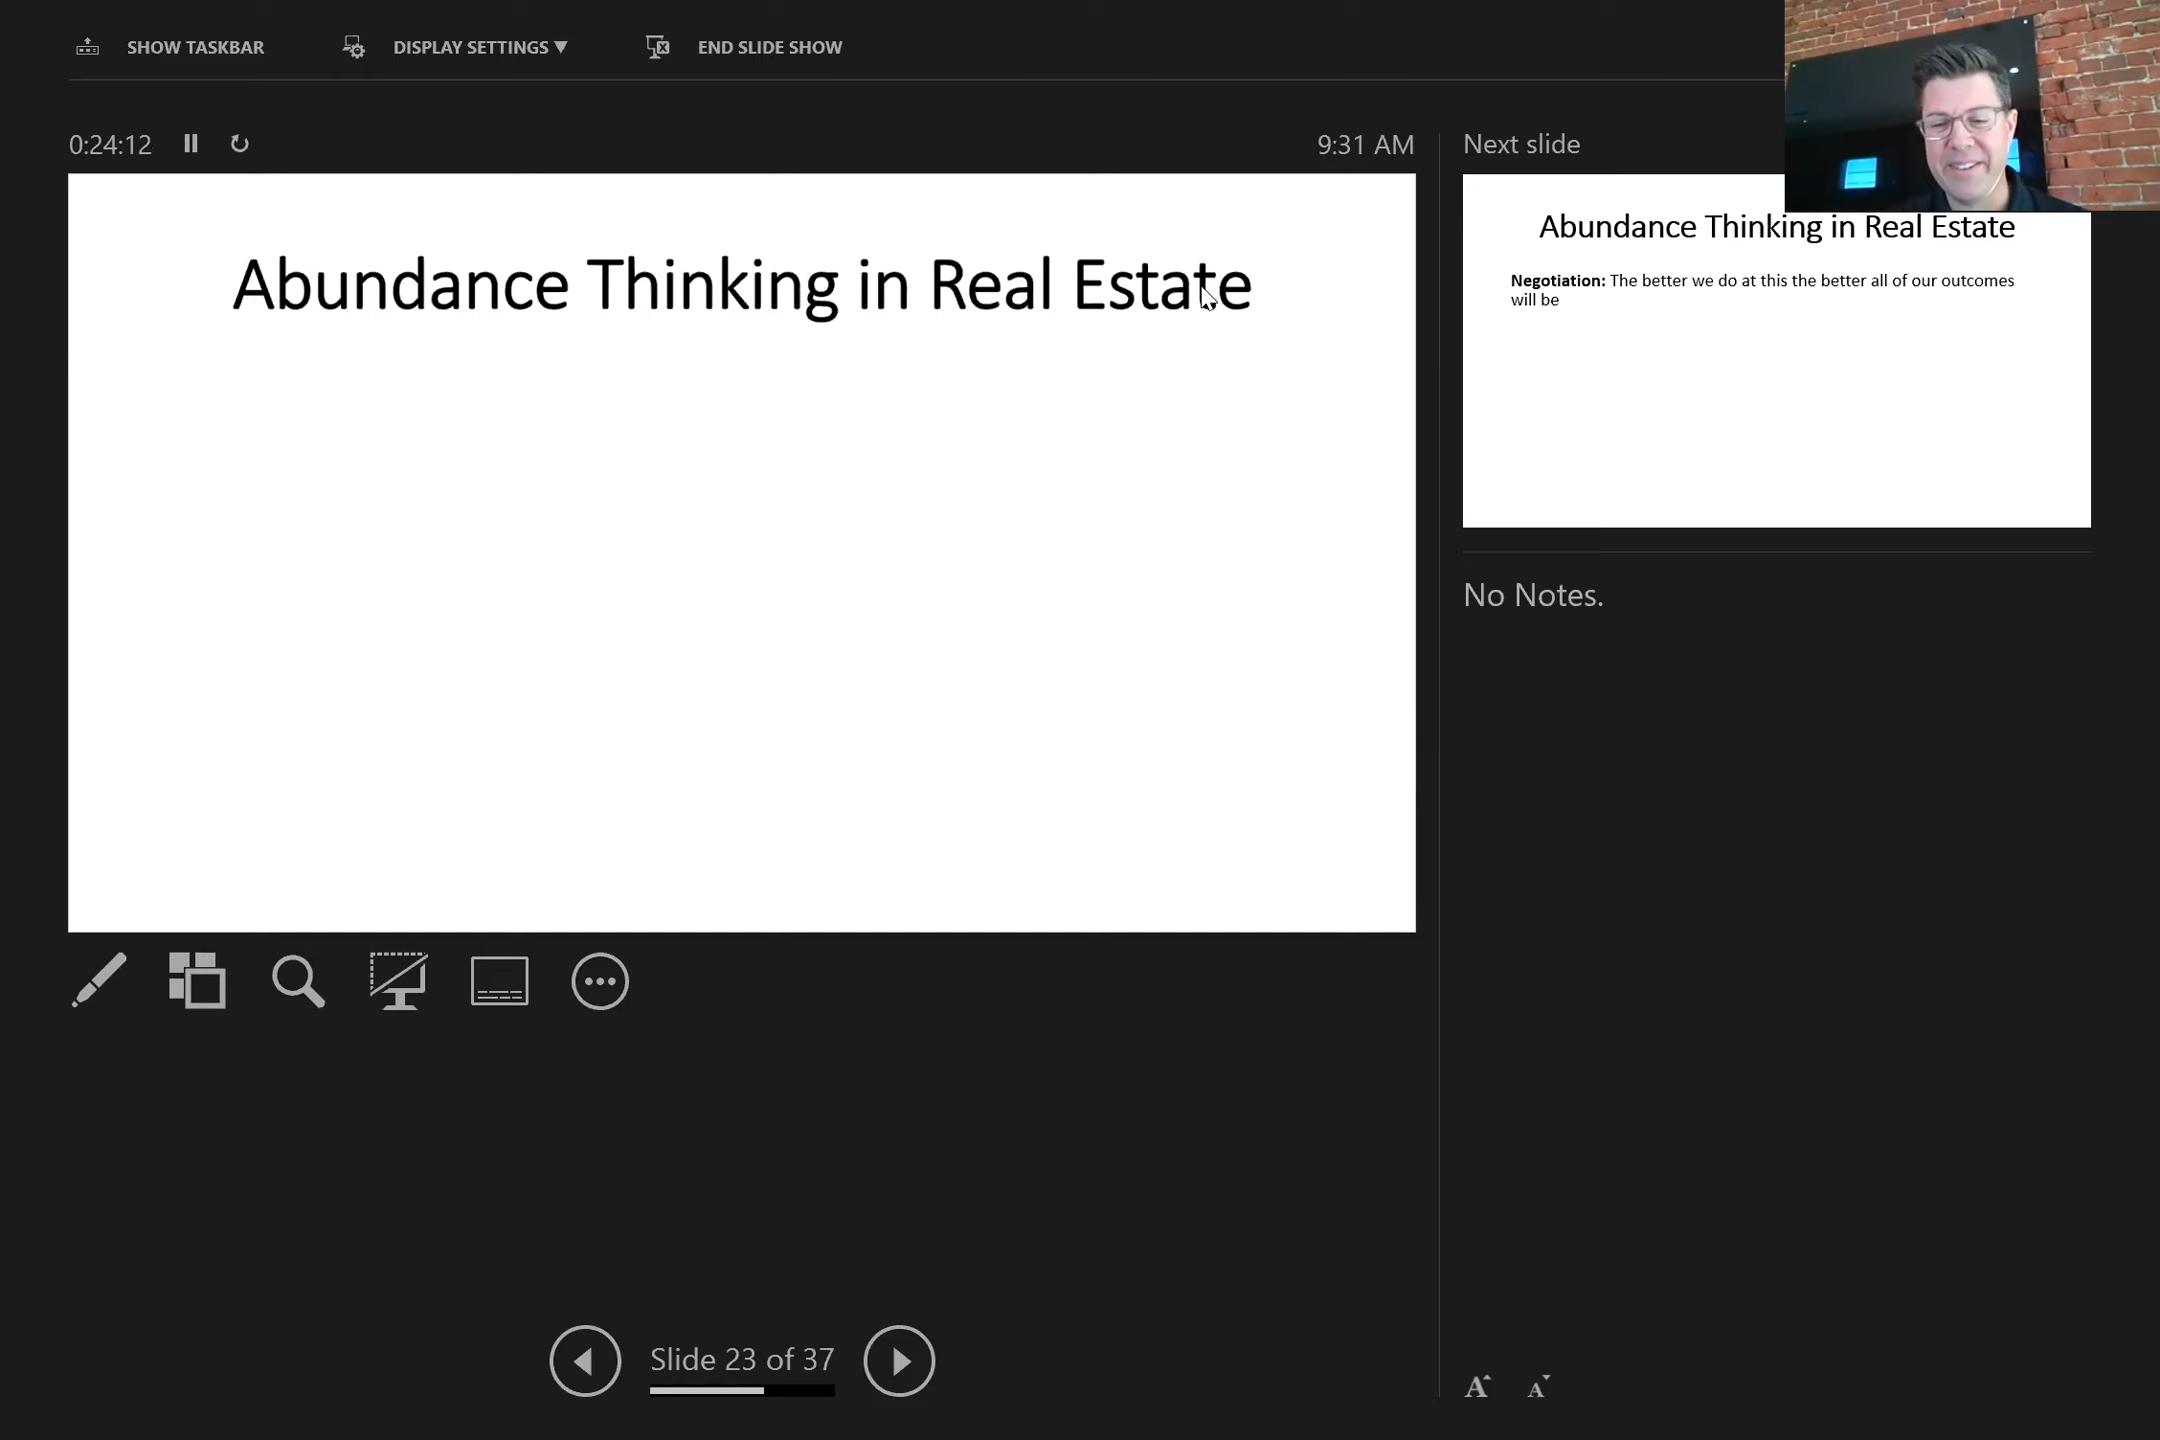 SHOW TASKBAR
DISPLAY SETTINGS ▼
END SLIDE SHOW
0:24:12
9:31 AM
Abundance Thinking in Real Estate
Next slide
Abundance Thinking in Real Estate
Negotiation: The better we do at this the better all of our outcomes
will be
No Notes.
Slide 23 of 37
A
A